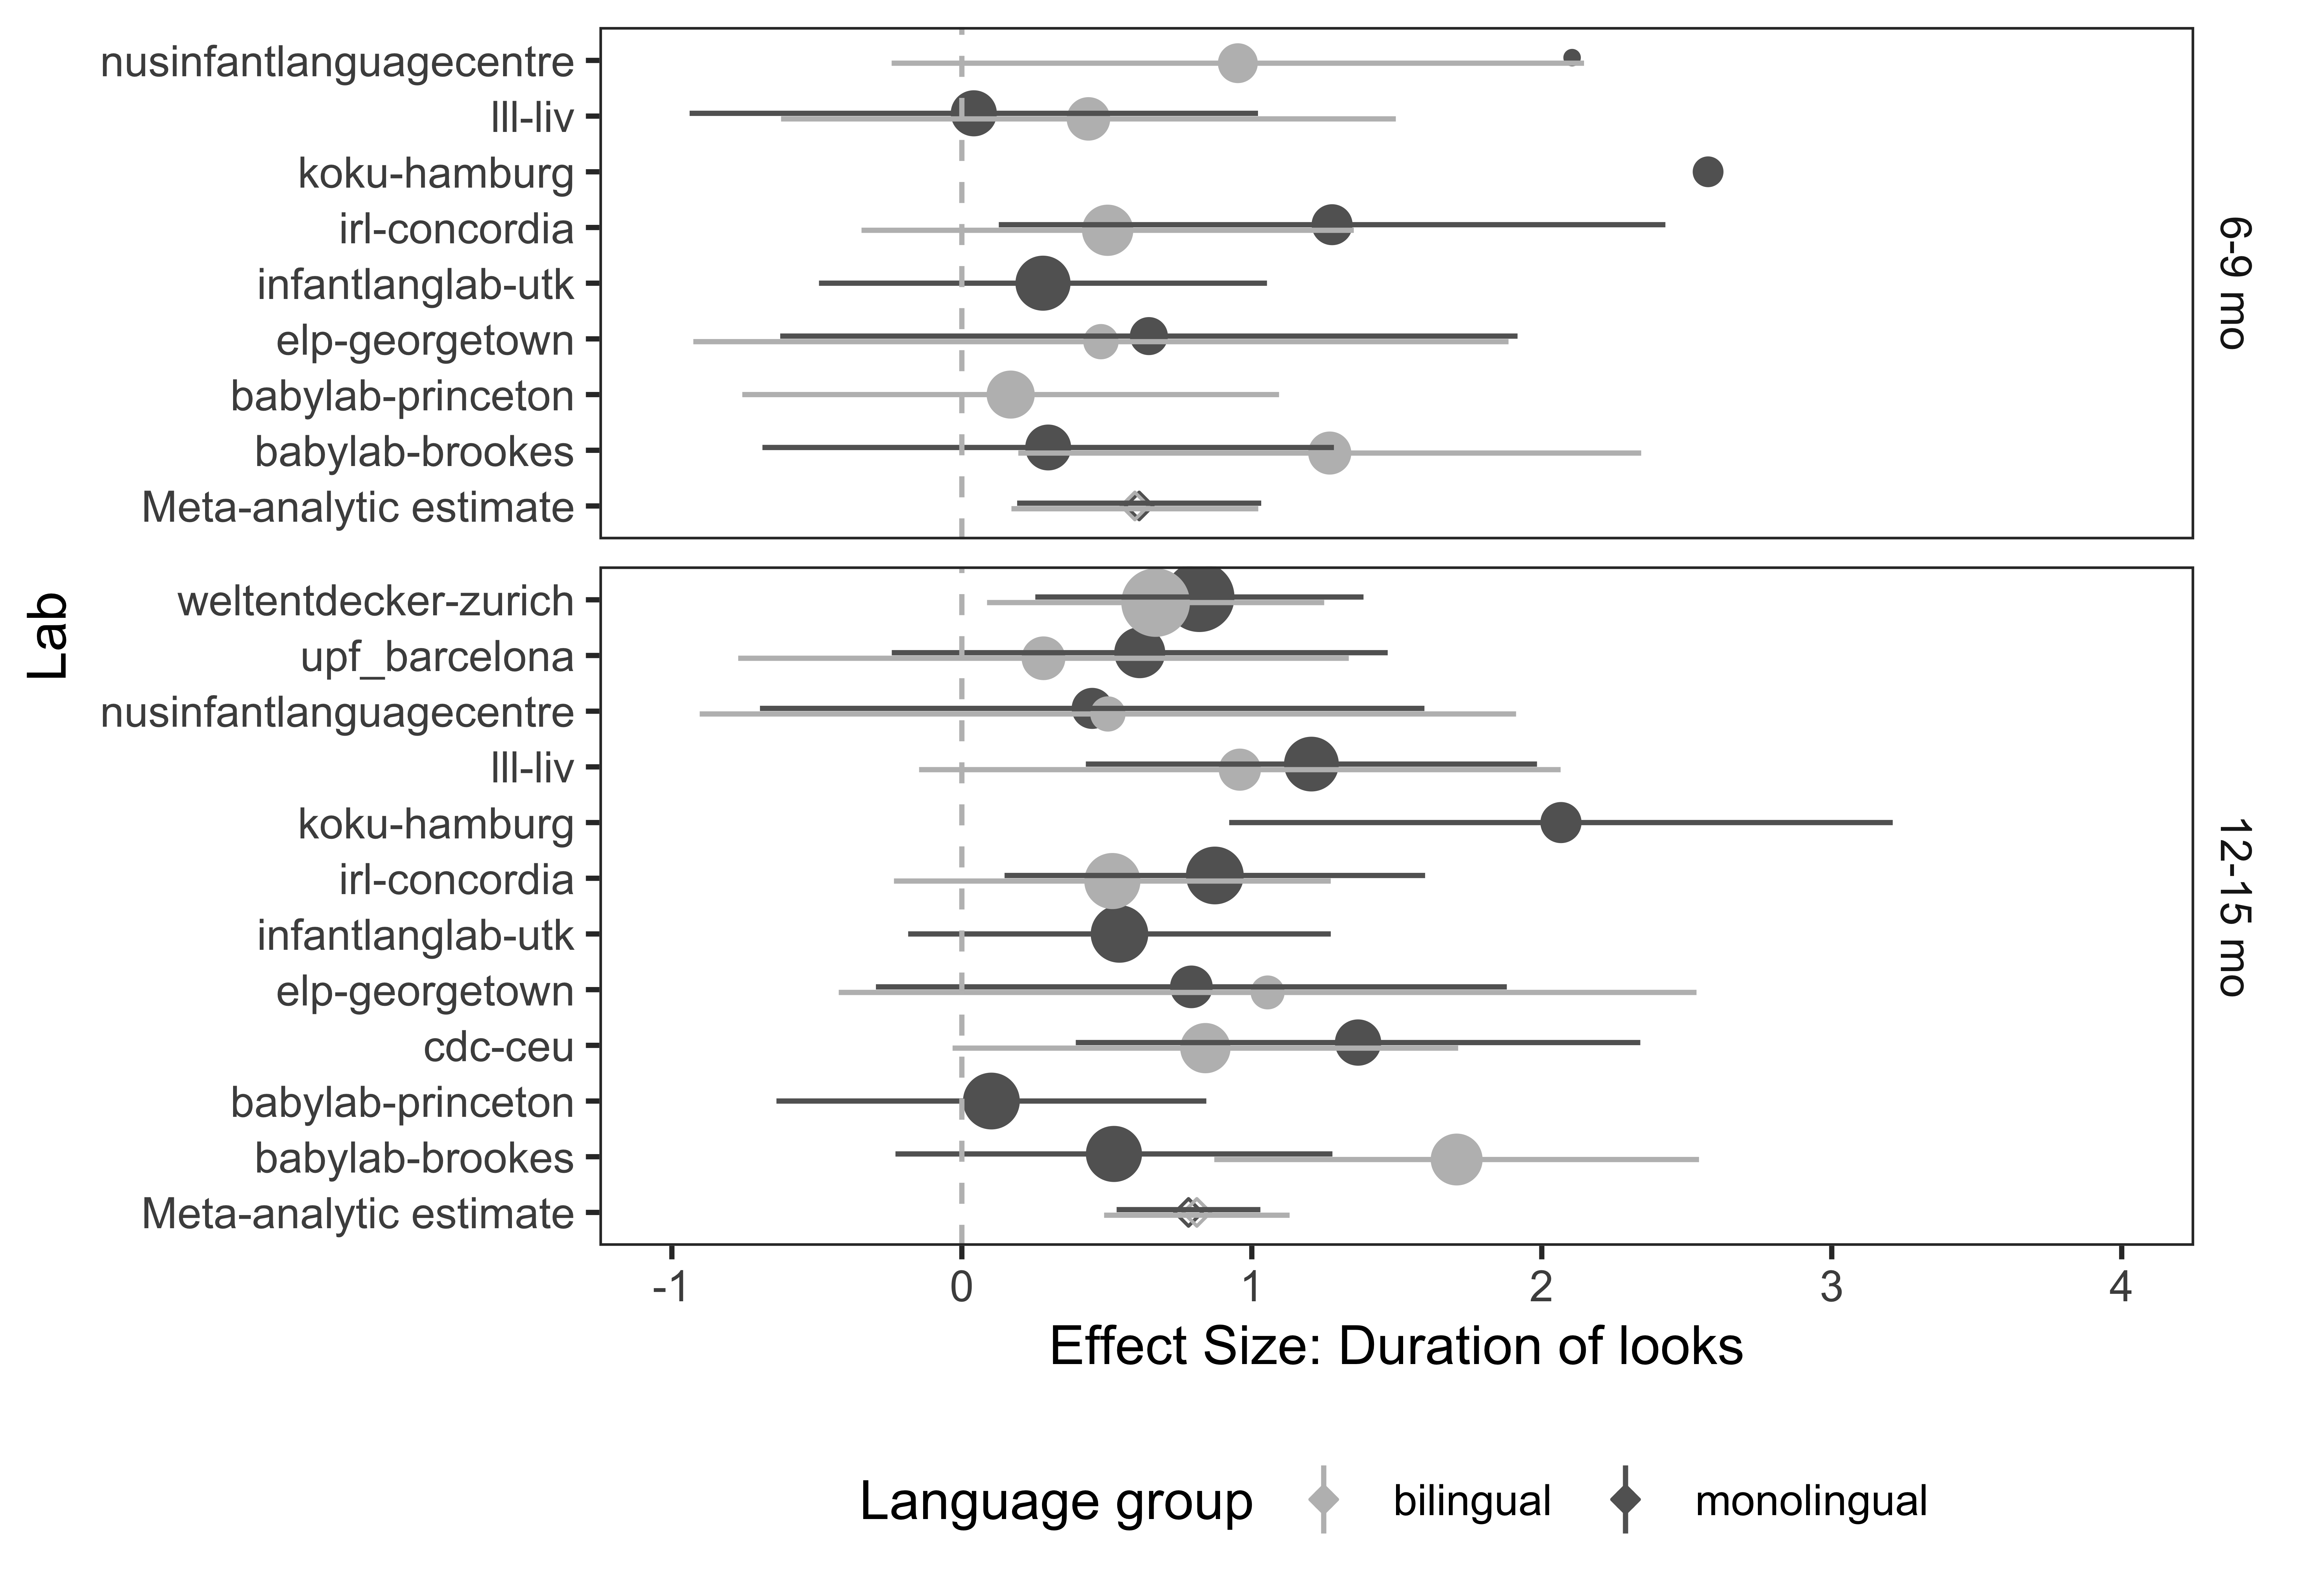 nusinfantlanguagecentre
lll-liv
koku-hamburg
irl-concordia
infantlanglab-utk
elp-georgetown
babylab-princeton
babylab-brookes
Meta-analytic estimate
6-9 mo
Lab
weltentdecker-zurich
upf_barcelona
nusinfantlanguagecentre
lll-liv
koku-hamburg
irl-concordia
infantlanglab-utk
elp-georgetown
cdc-ceu
babylab-princeton
babylab-brookes
Meta-analytic estimate
12-15 mo
-1 0 1 2 3 4
Effect Size: Duration of looks
Language group bilingual monolingual